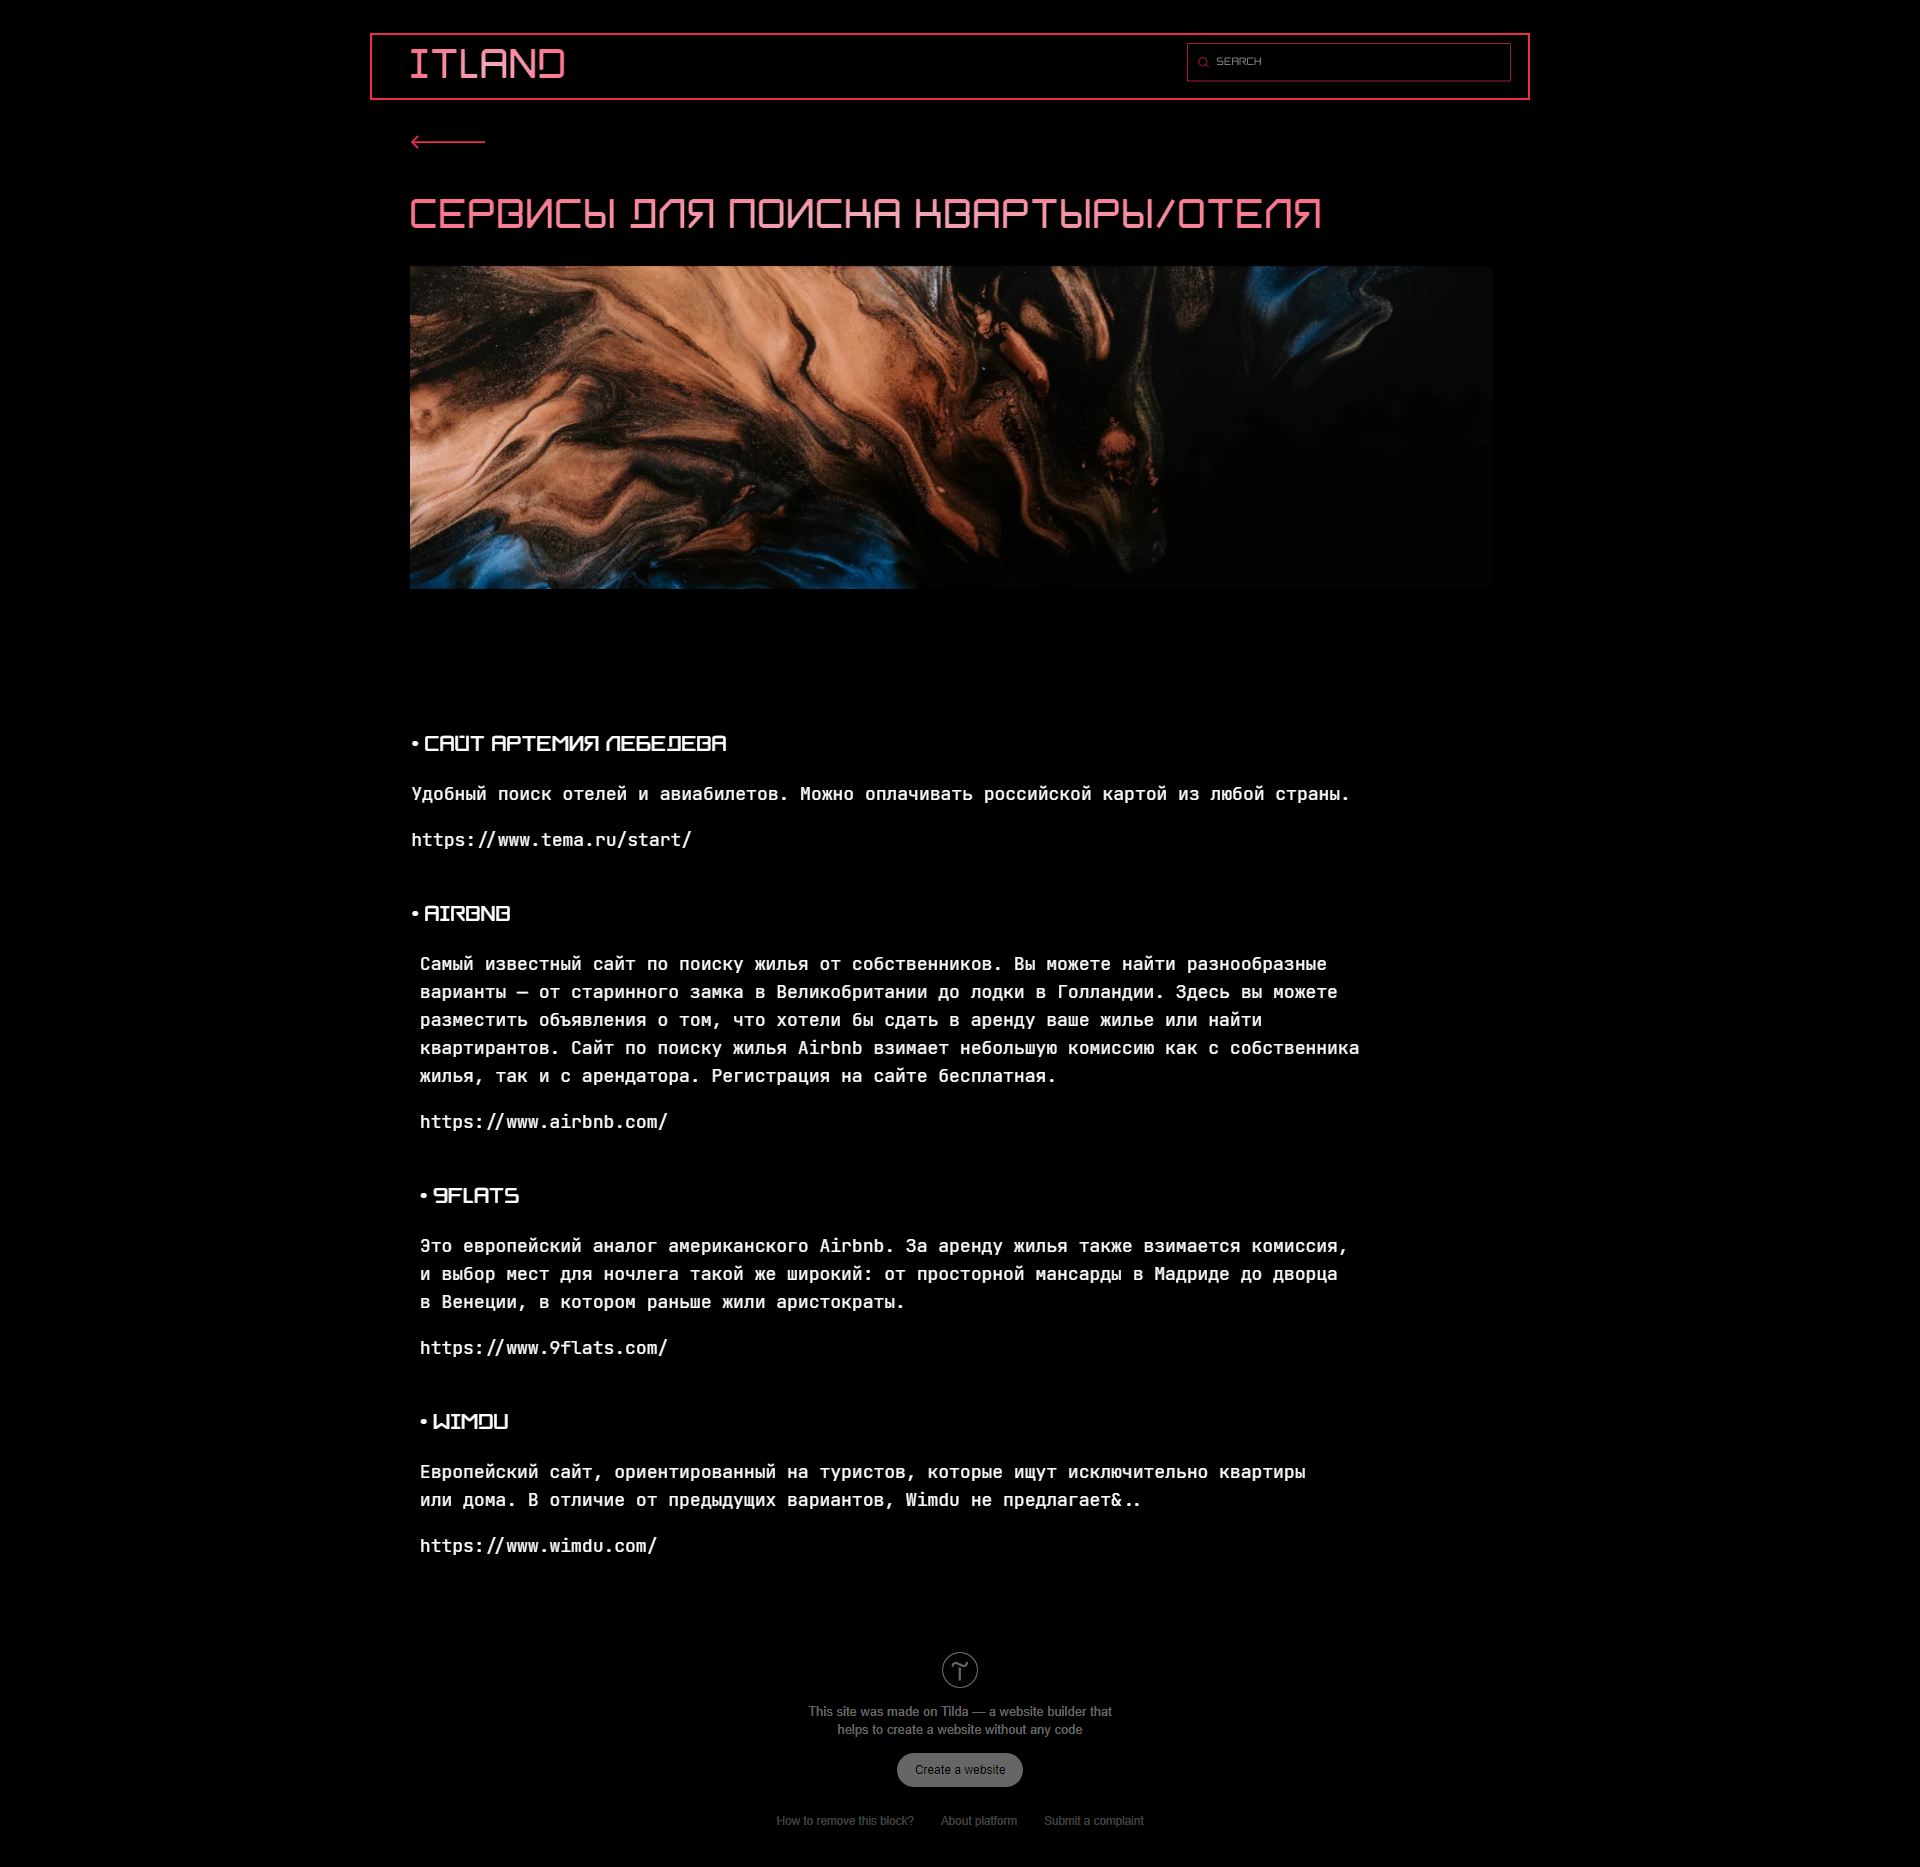 ITLAND
SEARCH
СЕРВИСЫ ДЛЯ ПОИСКА КВАРТЫРЫ/ОТЕЛЯ
• САЙТ АРТЕМИЯ ЛЕБЕДЕВА
Удобный поиск отелей и авиабилетов. Можно оплачивать российской картой из любой страны.
https://www.tema.ru/start/
• AIRBNB
Самый известный сайт по поиску жилья от собственников. Вы можете найти разнообразные
варианты — от старинного замка в Великобритании до лодки в Голландии. Здесь вы можете
разместить объявления о том, что хотели бы сдать в аренду ваше жилье или найти
квартирантов. Сайт по поиску жилья Airbnb взимает небольшую комиссию как с собственника
жилья, так и с арендатора. Регистрация на сайте бесплатная.
https://www.airbnb.com/
• 9FLATS
Это европейский аналог американского Airbnb. За аренду жилья также взимается комиссия,
и выбор мест для ночлега такой же широкий: от просторной мансарды в Мадриде до дворца
в Венеции, в котором раньше жили аристократы.
https://www.9flats.com/
• WIMDU
Европейский сайт, ориентированный на туристов, которые ищут исключительно квартиры
или дома. В отличие от предыдущих вариантов, Wimdu не предлагает&..
https://www.wimdu.com/
This site was made on Tilda — a website builder that
helps to create a website without any code
Create a website
How to remove this block? About platform Submit a complaint